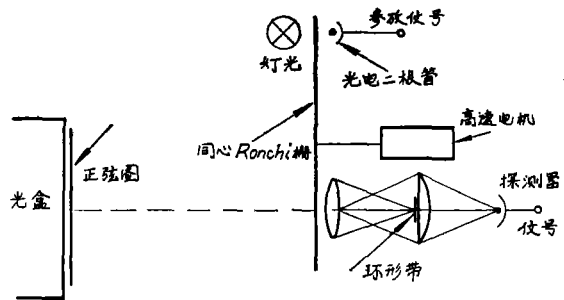 参放信号
灯光
光电二极管
高速电机
同心Ronchi栅
正弦图
探测器
光盒
信号
环形带